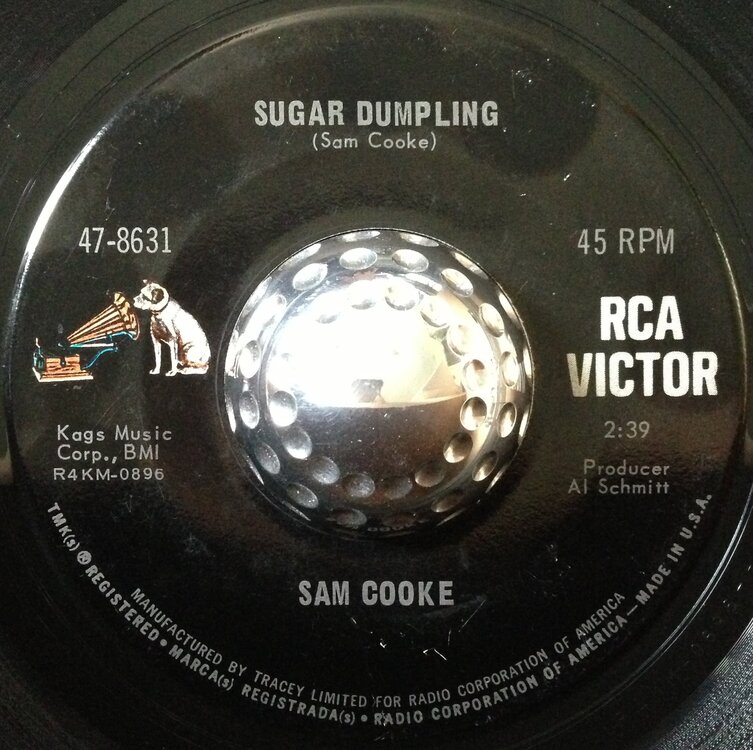 SUGAR DUMPLING
(Sam Cooke)
47-8631
45 RPM
RCA
VICTOR
Kags Music
Corp., BMI
R4KM-0896
2:39
Producer
Al Schmitt
SAM COOKE
MANUFACTURED BY TRACEY LIMITED FOR RADIO CORPORATION OF AMERICA
TMK(s) ® REGISTERED • MARCA(s) REGISTRADA(s) • RADIO CORPORATION OF AMERICA—MADE IN U.S.A.